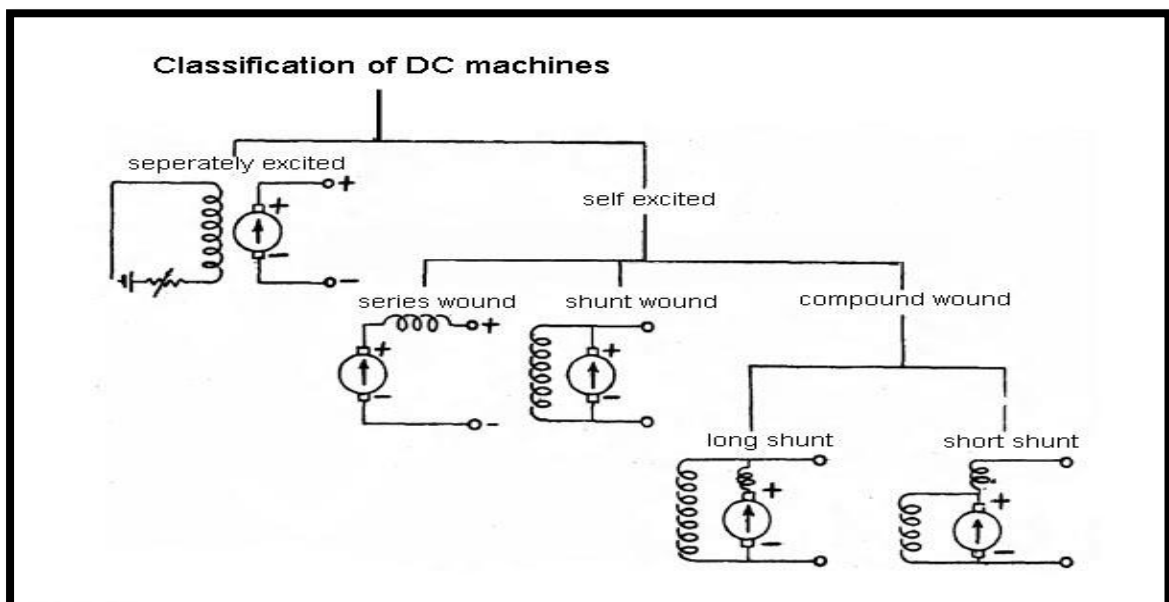 Classification of DC machines
seperately excited
+
+
self excited
−
−
series wound
shunt wound
compound wound
+
+
+
−
−
-
long shunt
short shunt
+
+
−
−